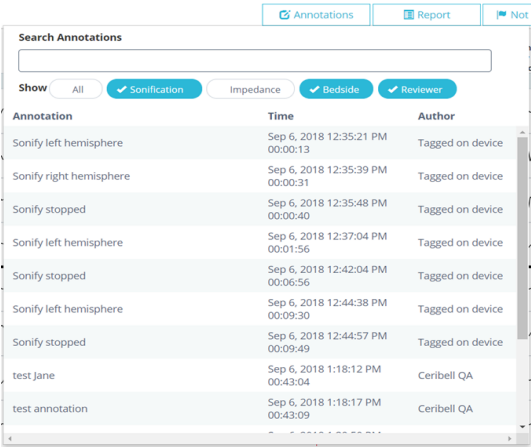 Annotations Report Not
Search Annotations
Show All Sonification Impedance Bedside Reviewer
Annotation Time Author
Sonify left hemisphere Sep 6, 2018 12:35:21 PM Tagged on device
00:00:13
Sonify right hemisphere Sep 6, 2018 12:35:39 PM Tagged on device
00:00:31
Sonify stopped Sep 6, 2018 12:35:48 PM Tagged on device
00:00:40
Sonify left hemisphere Sep 6, 2018 12:37:04 PM Tagged on device
00:01:56
Sonify stopped Sep 6, 2018 12:42:04 PM Tagged on device
00:06:56
Sonify left hemisphere Sep 6, 2018 12:44:38 PM Tagged on device
00:09:30
Sonify stopped Sep 6, 2018 12:44:57 PM Tagged on device
00:09:49
test Jane Sep 6, 2018 1:18:12 PM Ceribell QA
00:43:04
test annotation Sep 6, 2018 1:18:17 PM Ceribell QA
00:43:09